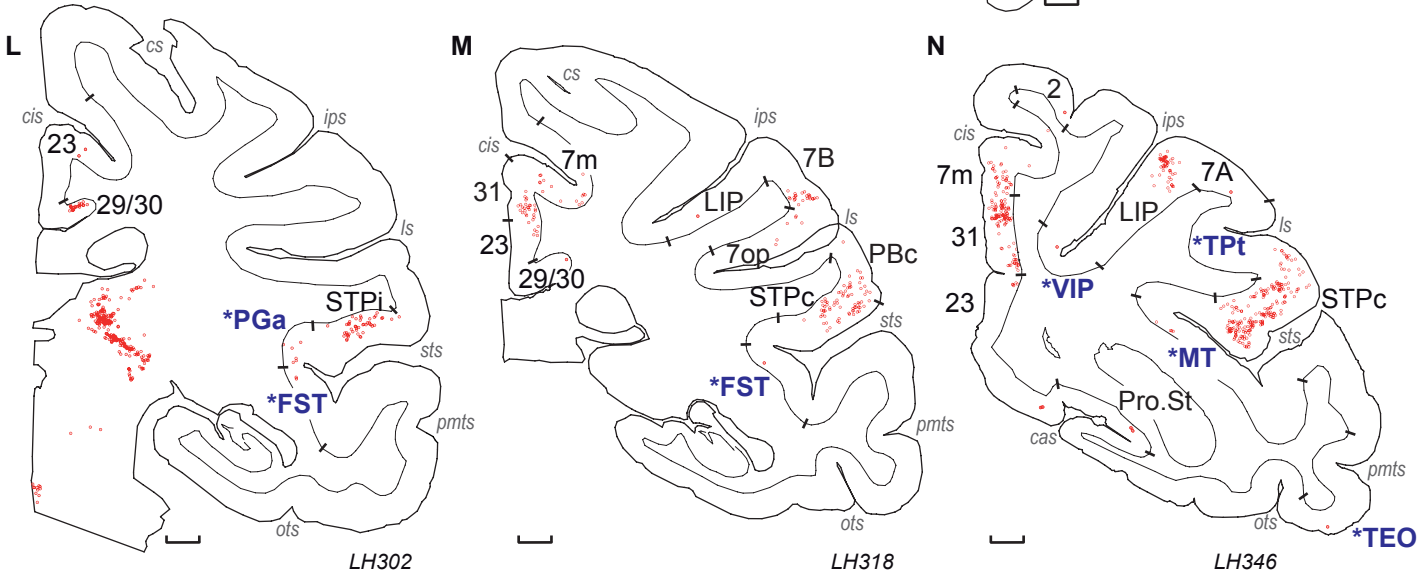 L
cs
cis
23
29/30
ips
ls
STPi
*PGa
sts
*FST
pmts
ots
LH302
M
cs
ips
cis
7m
7B
31
LIP
ls
23
7op
PBc
29/30
STPc
sts
*FST
pmts
ots
LH318
N
2
ips
cis
7m
7A
LIP
31
*TPt
*VIP
23
STPc
sts
*MT
Pro.St
cas
pmts
ots
*TEO
LH346